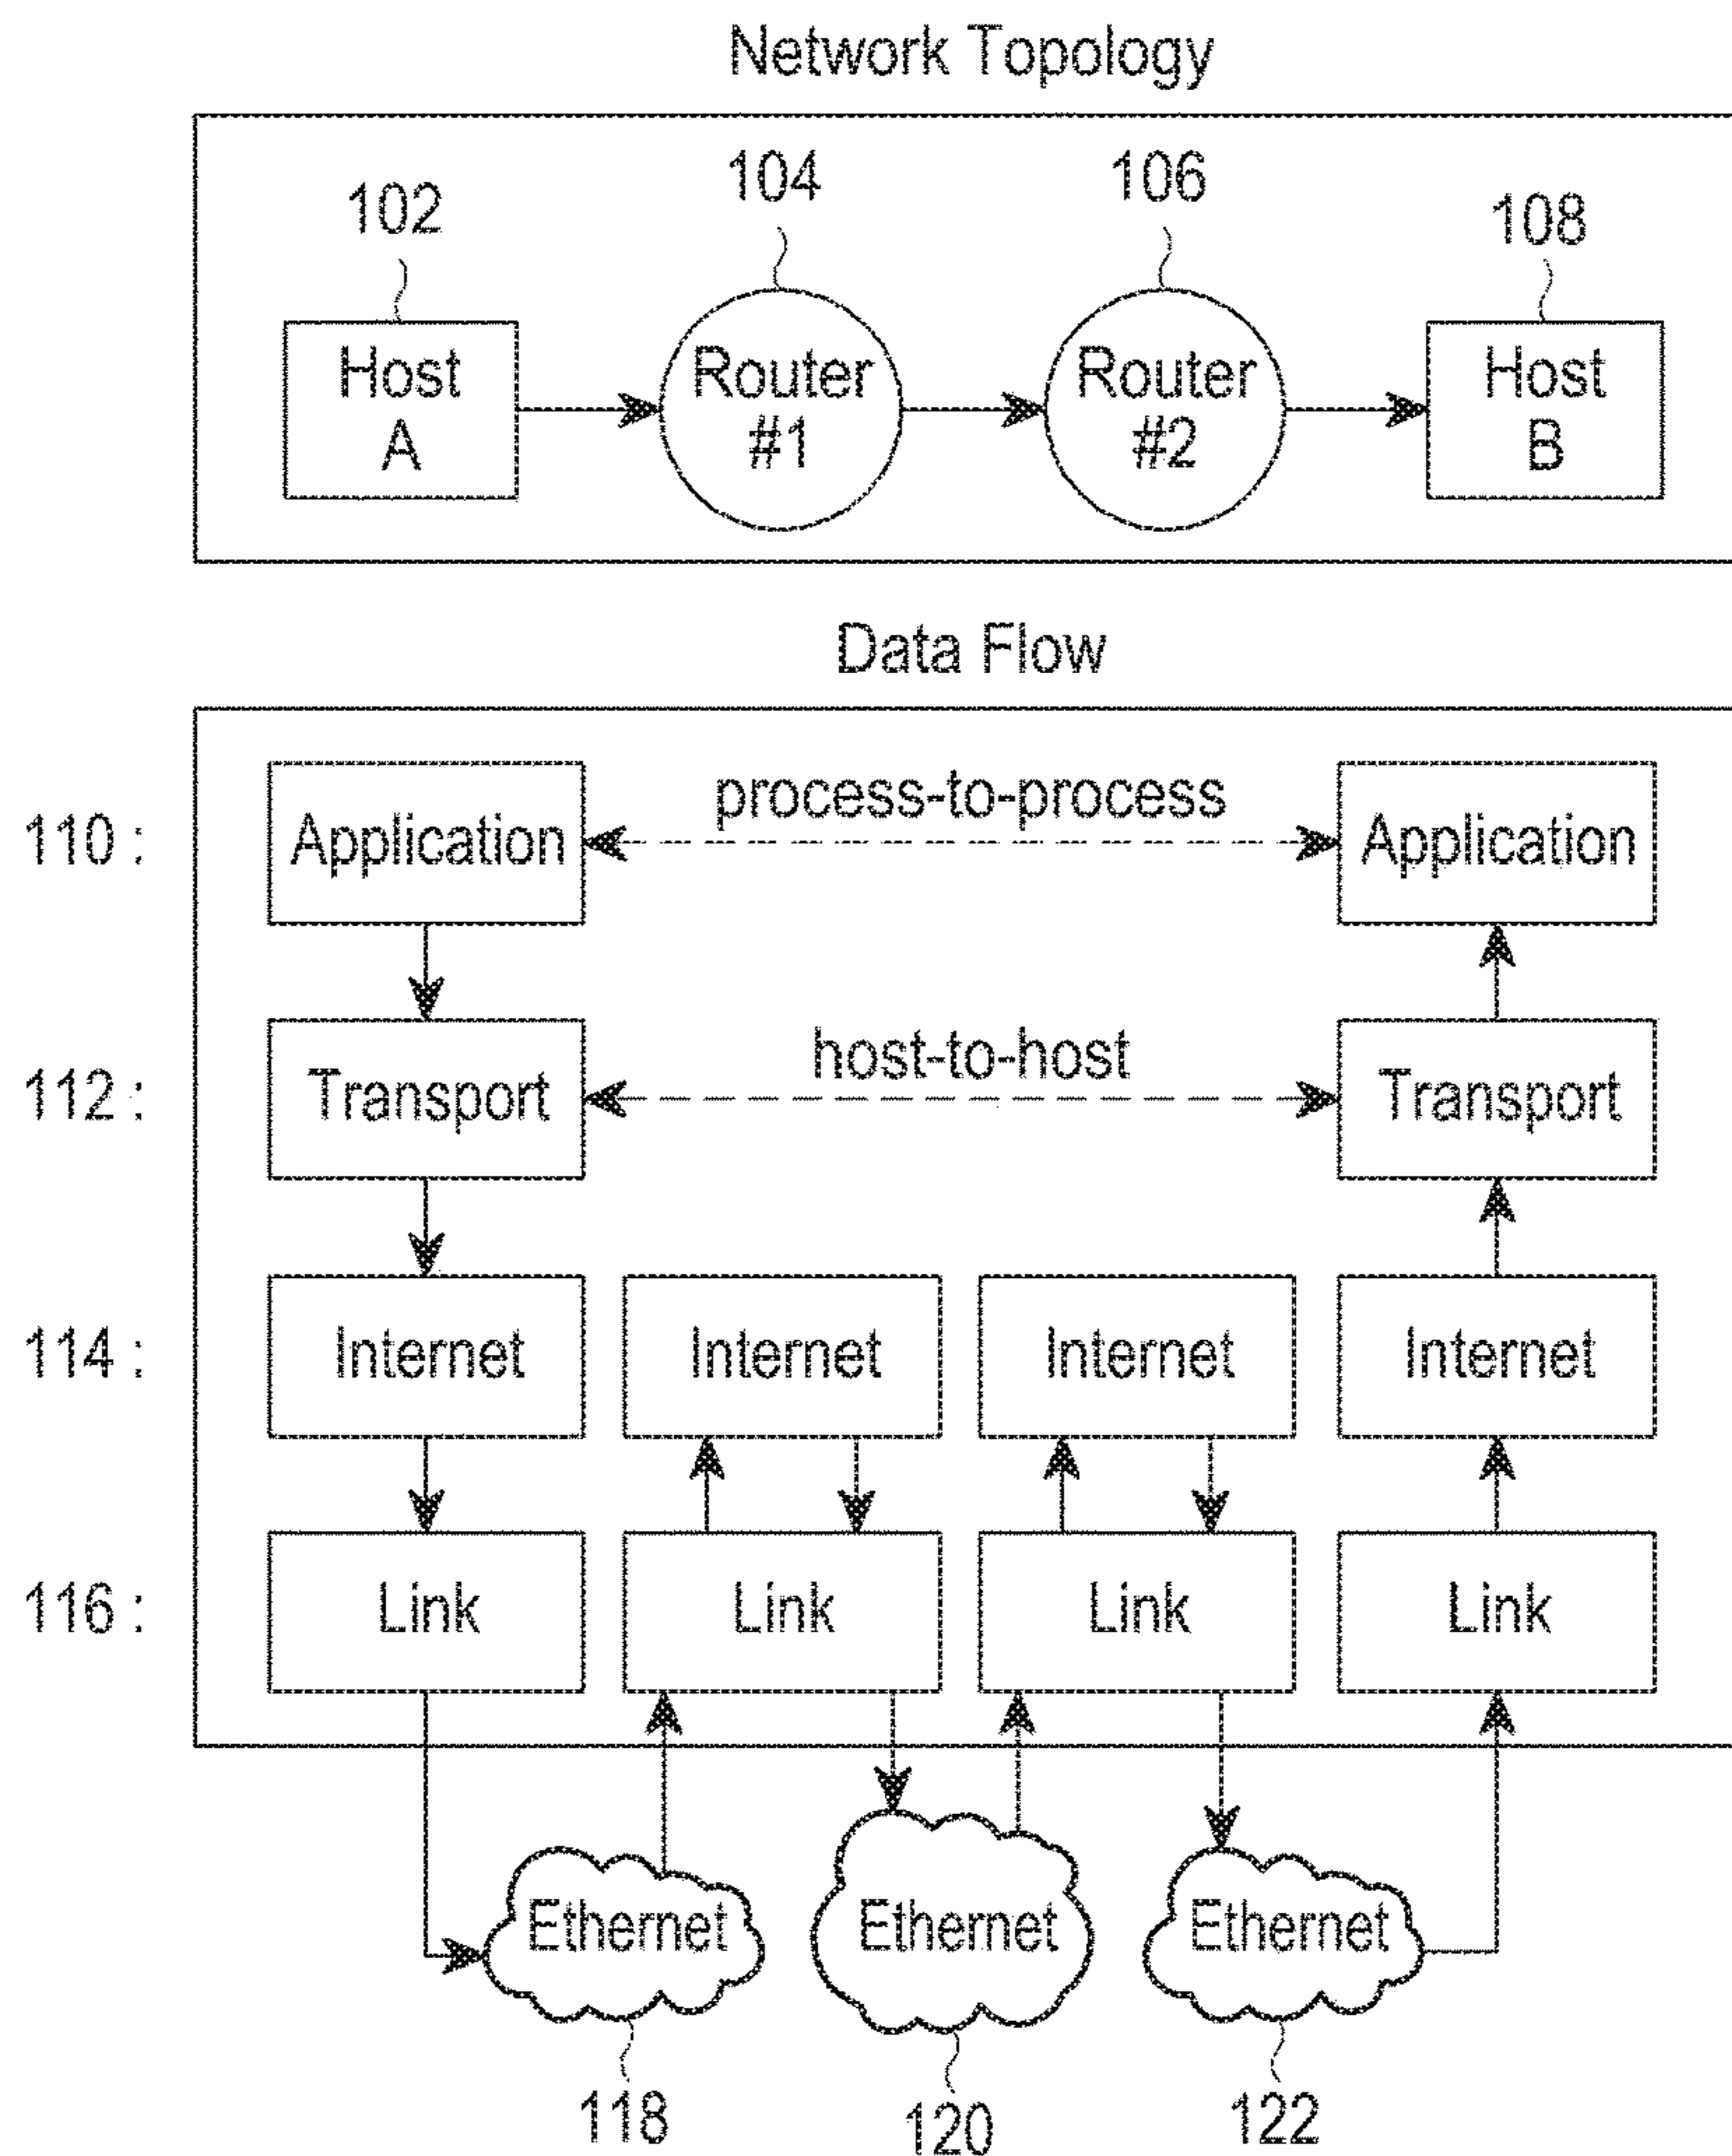 Network Topology
102
104
106
108
Host
A
Router
#1
Router
#2
Host
B
Data Flow
110 :
Application
process-to-process
Application
112 :
Transport
host-to-host
Transport
114 :
Internet
Internet
Internet
Internet
116 :
Link
Link
Link
Link
Ethernet
Ethernet
Ethernet
118
120
122